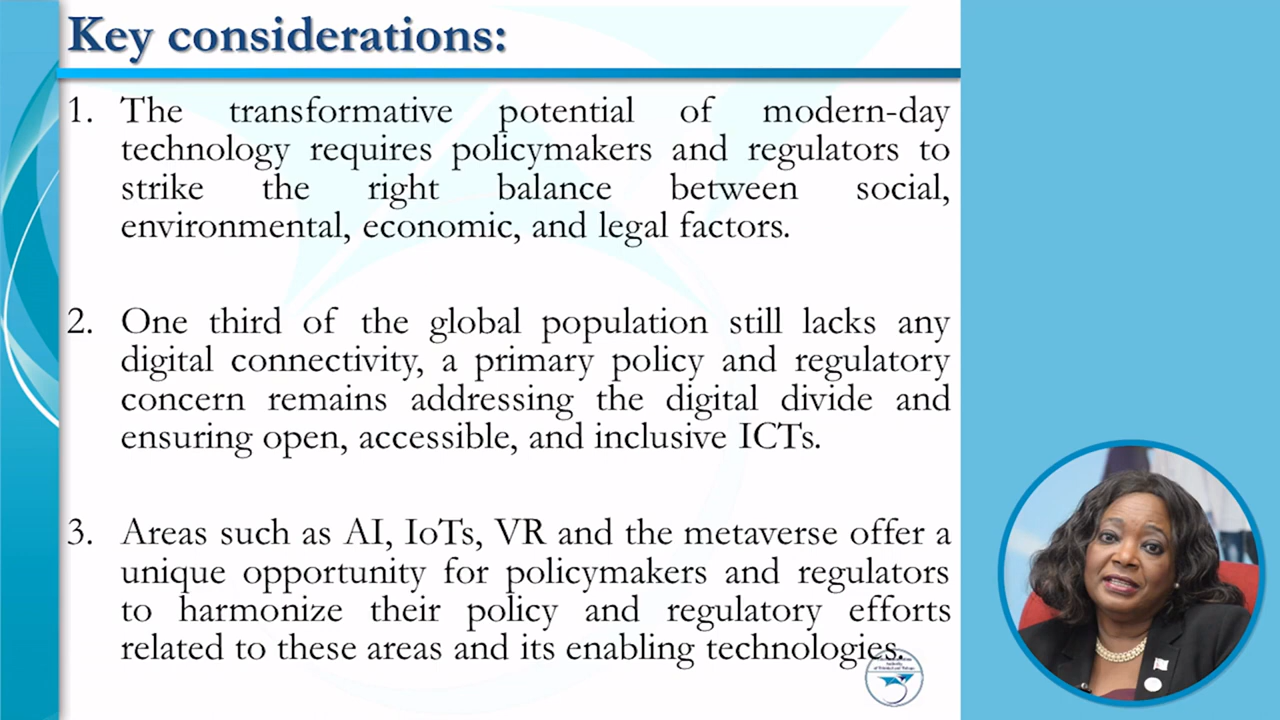 Key considerations:
1. The transformative potential of modern-day
technology requires policymakers and regulators to
strike the right balance between social,
environmental, economic, and legal factors.
2. One third of the global population still lacks any
digital connectivity, a primary policy and regulatory
concern remains addressing the digital divide and
ensuring open, accessible, and inclusive ICTs.
3. Areas such as AI, IoTs, VR and the metaverse offer a
unique opportunity for policymakers and regulators
to harmonize their policy and regulatory efforts
related to these areas and its enabling technologies.